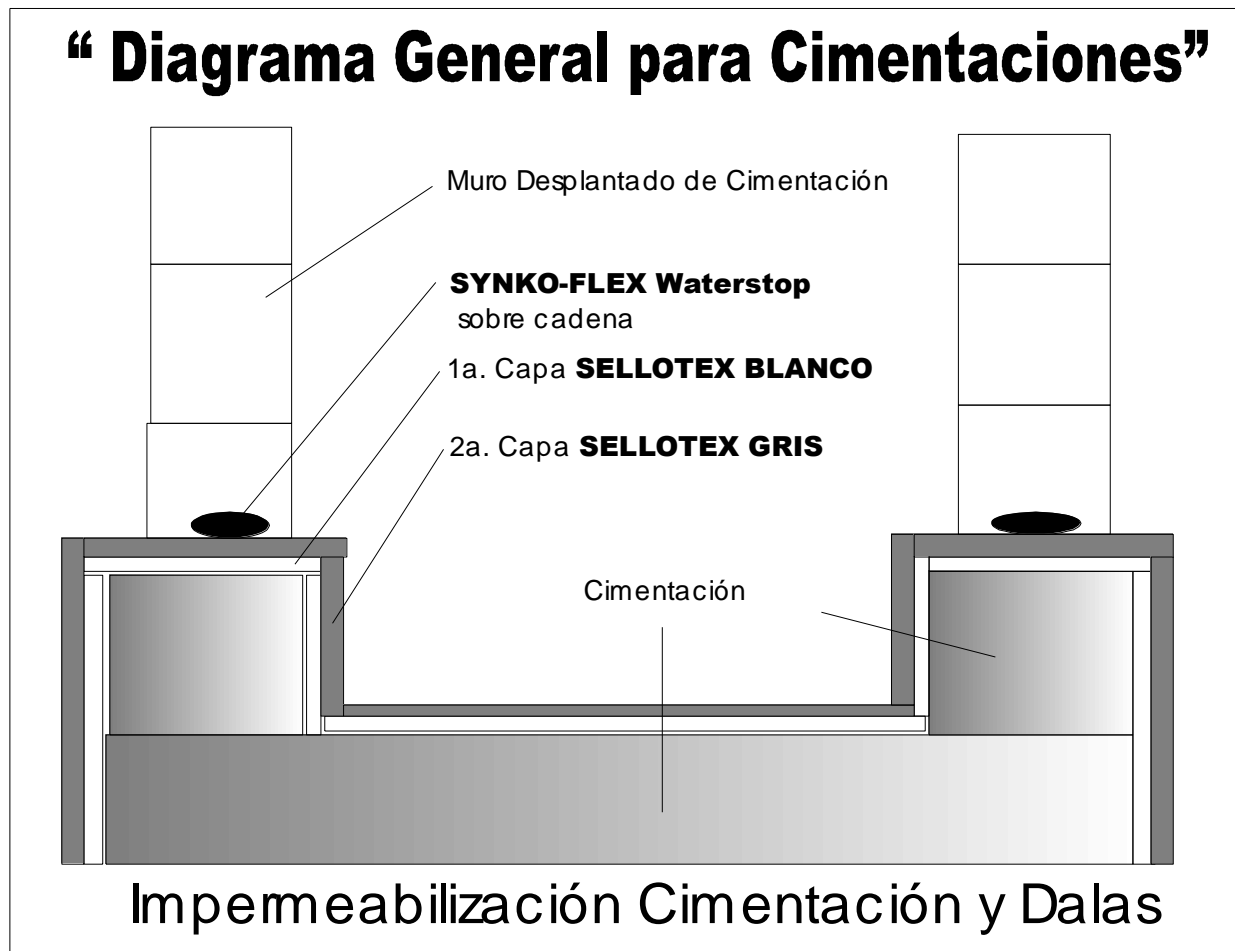 “ Diagrama General para Cimentaciones”
Muro Desplantado de Cimentación
SYNKO-FLEX Waterstop
sobre cadena
1a. Capa SELLOTEX BLANCO
2a. Capa SELLOTEX GRIS
Cimentación
Impermeabilización Cimentación y Dalas